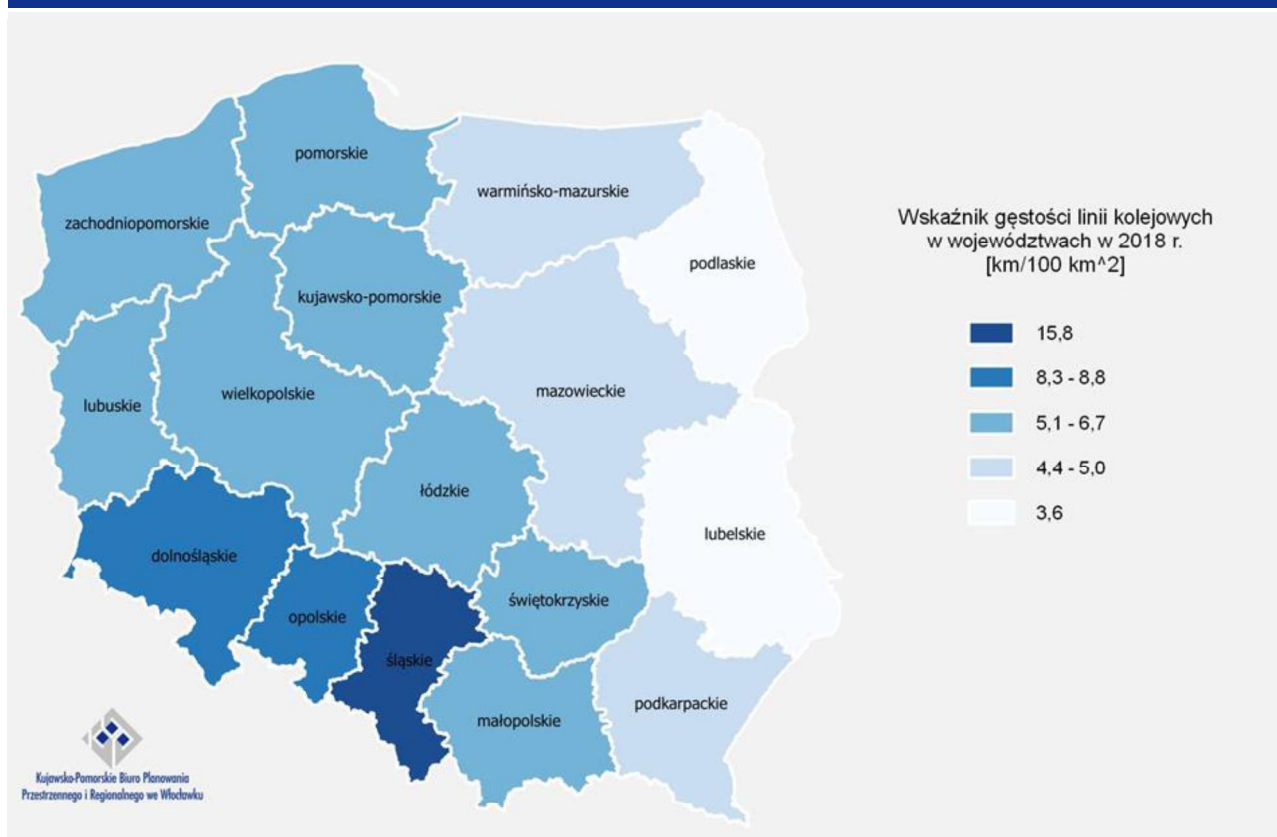 pomorskie
warmińsko-mazurskie
zachodniopomorskie
podlaskie
kujawsko-pomorskie
wielkopolskie
mazowieckie
lubuskie
łódzkie
lubelskie
dolnośląskie
opolskie
świętokrzyskie
śląskie
podkarpackie
małopolskie
Wskaźnik gęstości linii kolejowych
w województwach w 2018 r.
[km/100 km^2]
15,8
8,3 - 8,8
5,1 - 6,7
4,4 - 5,0
3,6
Kujawsko-Pomorskie Biuro Planowania
Przestrzennego i Regionalnego we Włocławku